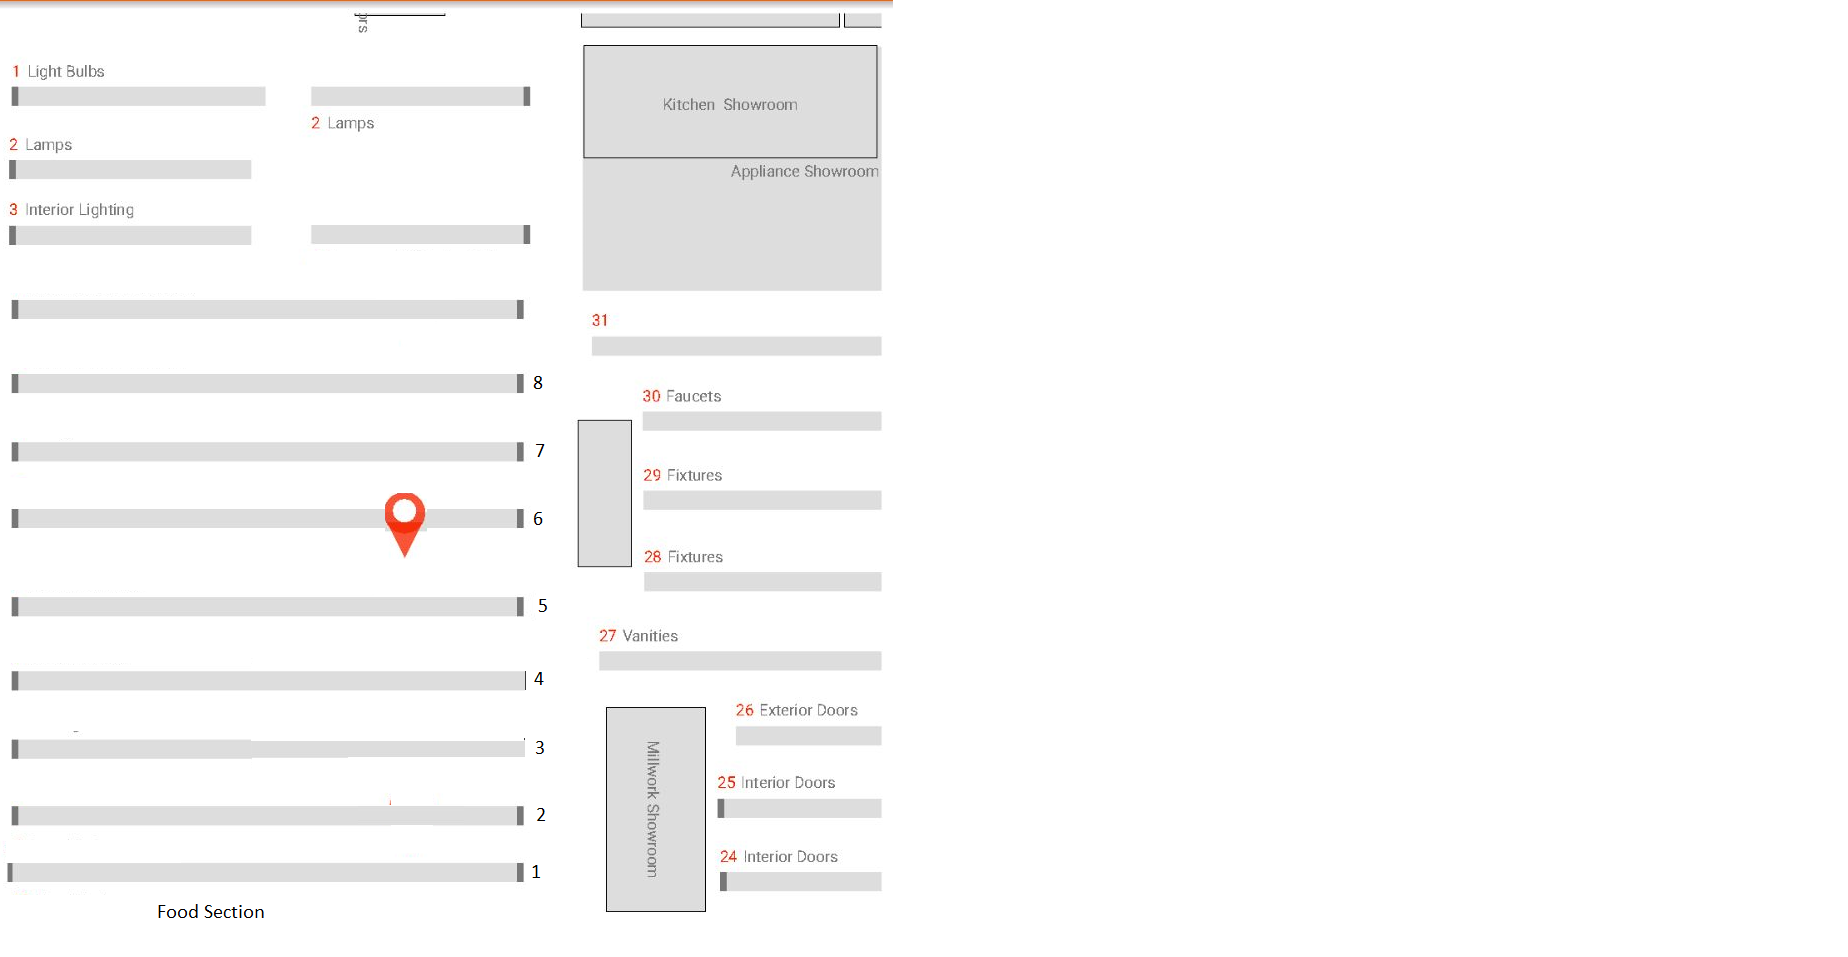 ors
1 Light Bulbs
Kitchen Showroom
2 Lamps
2 Lamps
Appliance Showroom
3 Interior Lighting
31
8
30 Faucets
7
29 Fixtures
6
28 Fixtures
5
27 Vanities
4
26 Exterior Doors
3
Millwork Showroom
25 Interior Doors
2
24 Interior Doors
1
Food Section